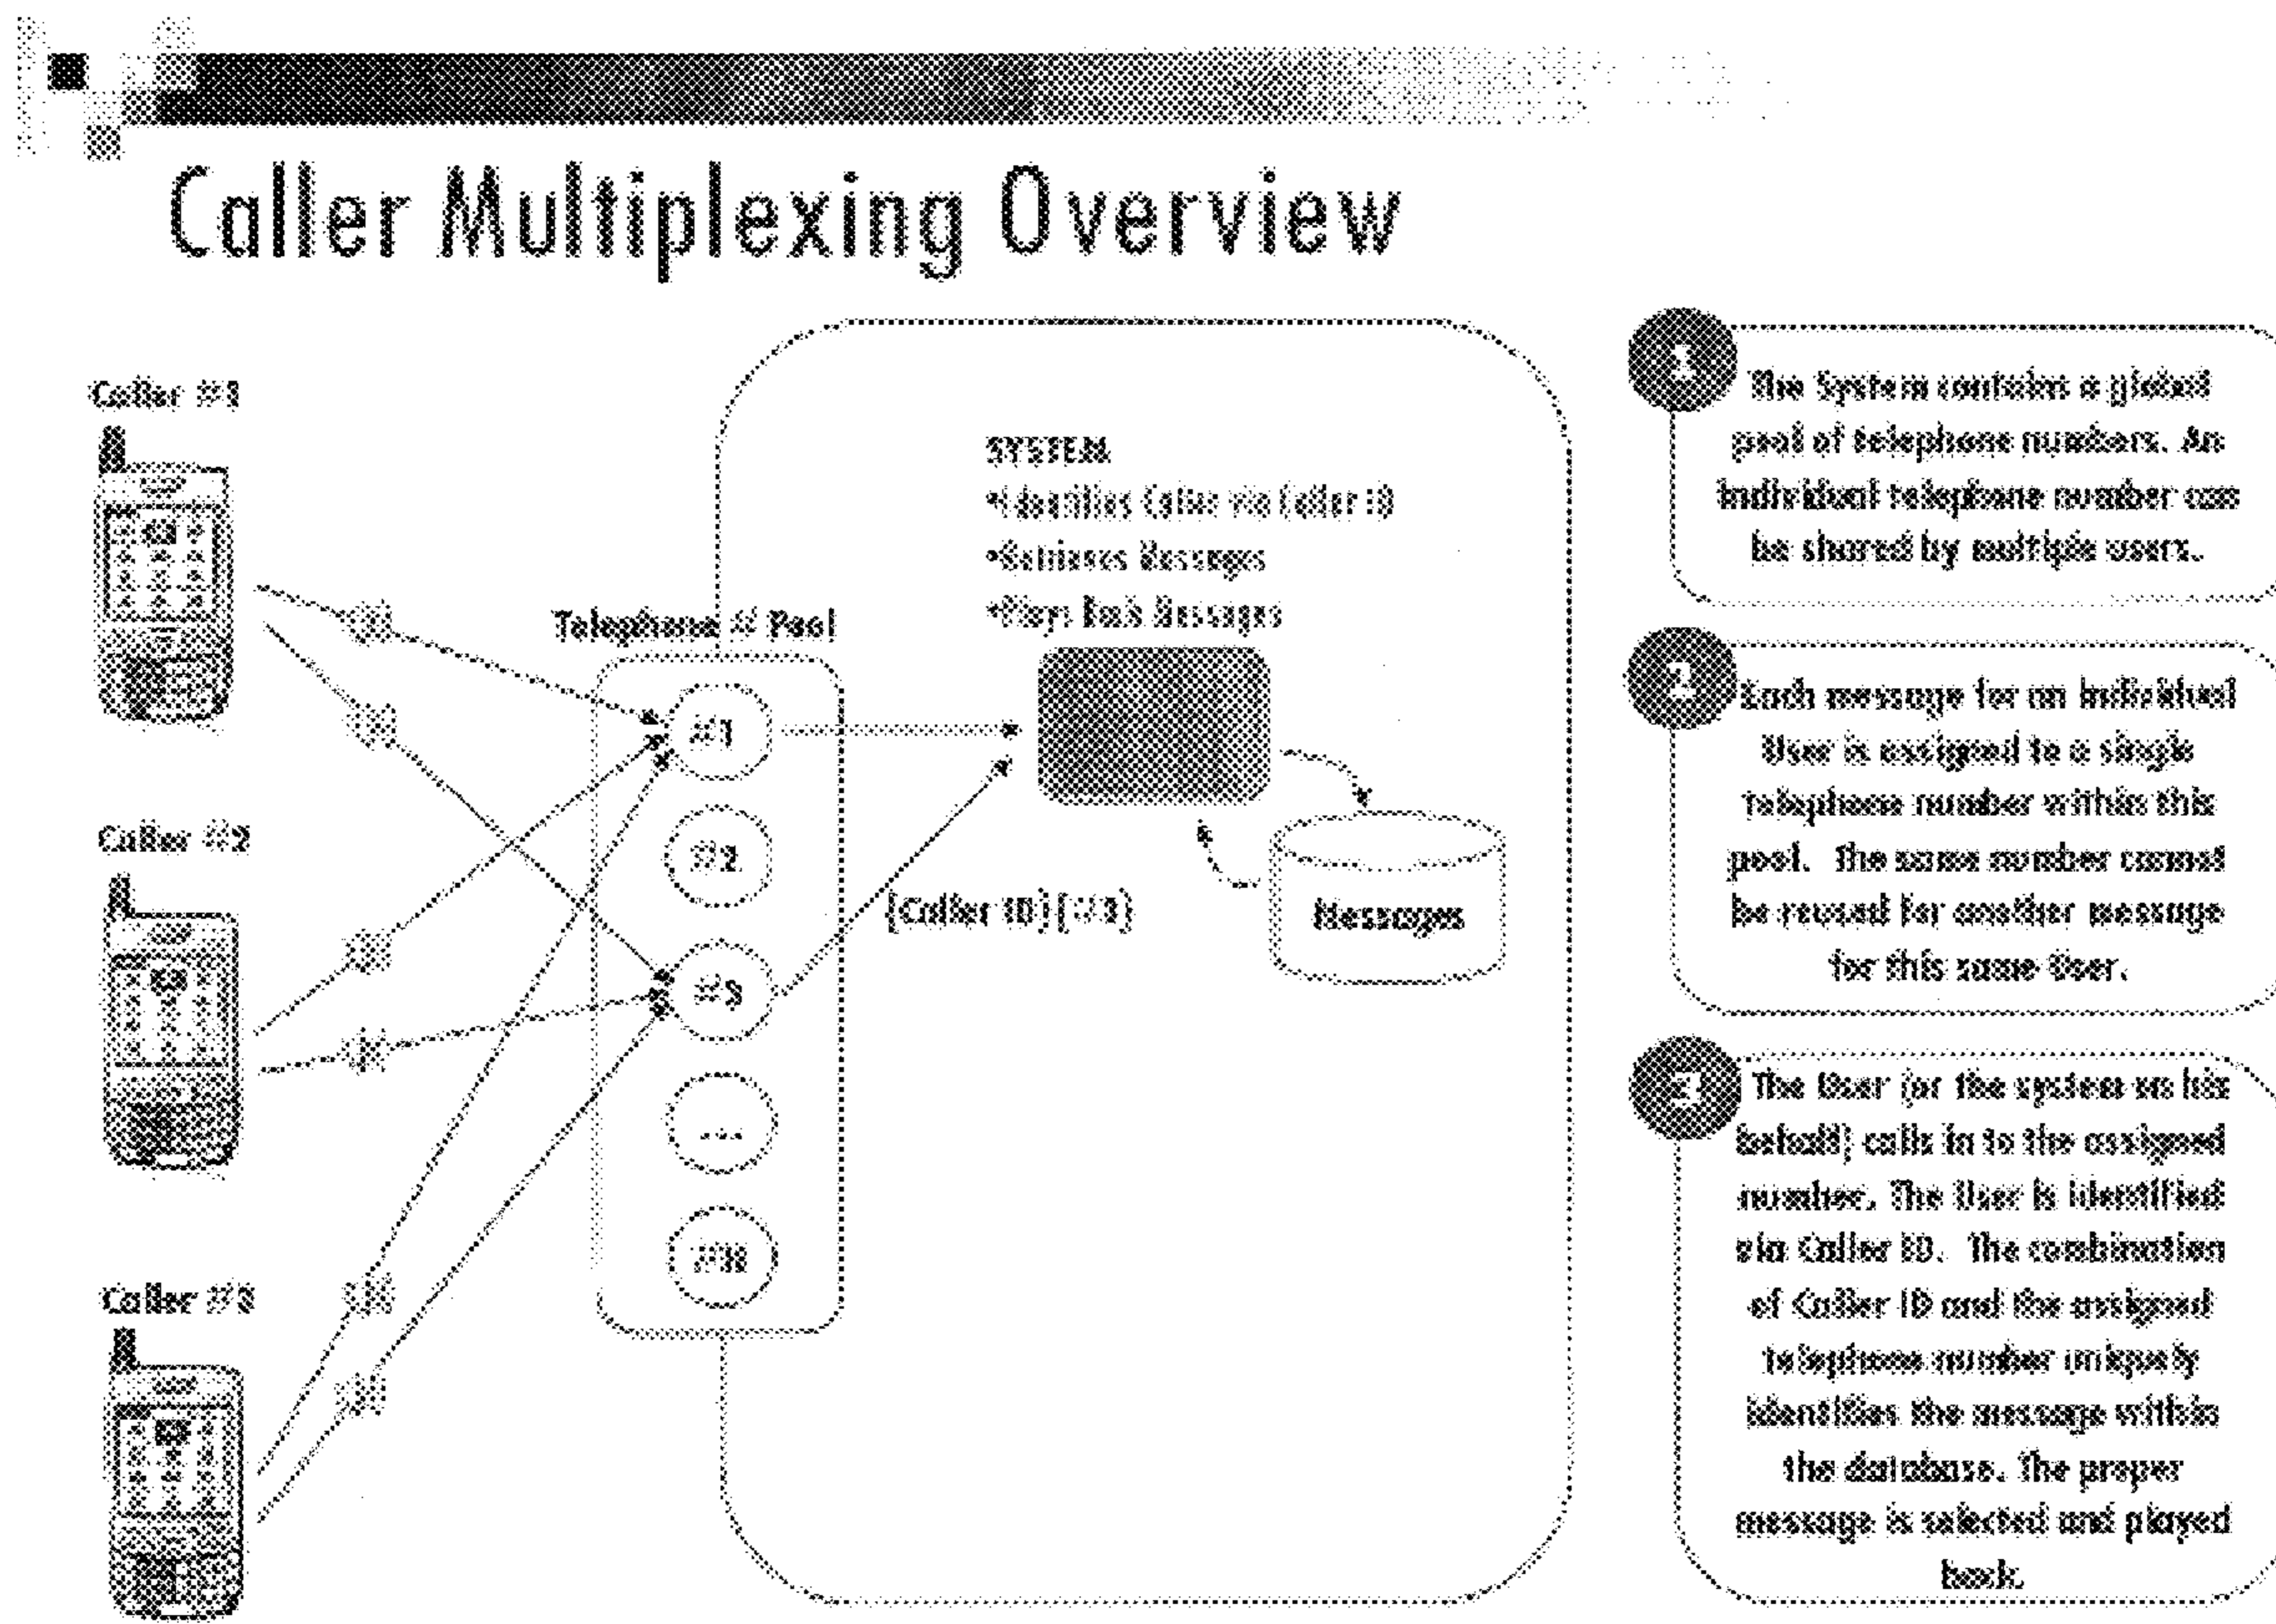 Caller Multiplexing Overview
Caller #1
Caller #2
Caller #3
Telephone # Pool
#1
#2
#3
...
#N
SYSTEM
•Identifies Caller via Caller ID
•Retrieves Messages
•Plays Back Messages
[Caller ID] [#3]
Messages
1
The System contains a global
pool of telephone numbers. An
individual telephone number can
be shared by multiple users.
2
Each message for an individual
User is assigned to a single
telephone number within this
pool. The same number cannot
be reused for another message
for this same User.
3
The User (or the system on his
behalf) calls in to the assigned
number. The User is identified
via Caller ID. The combination
of Caller ID and the assigned
telephone number uniquely
identifies the message within
the database. The proper
message is selected and played
back.